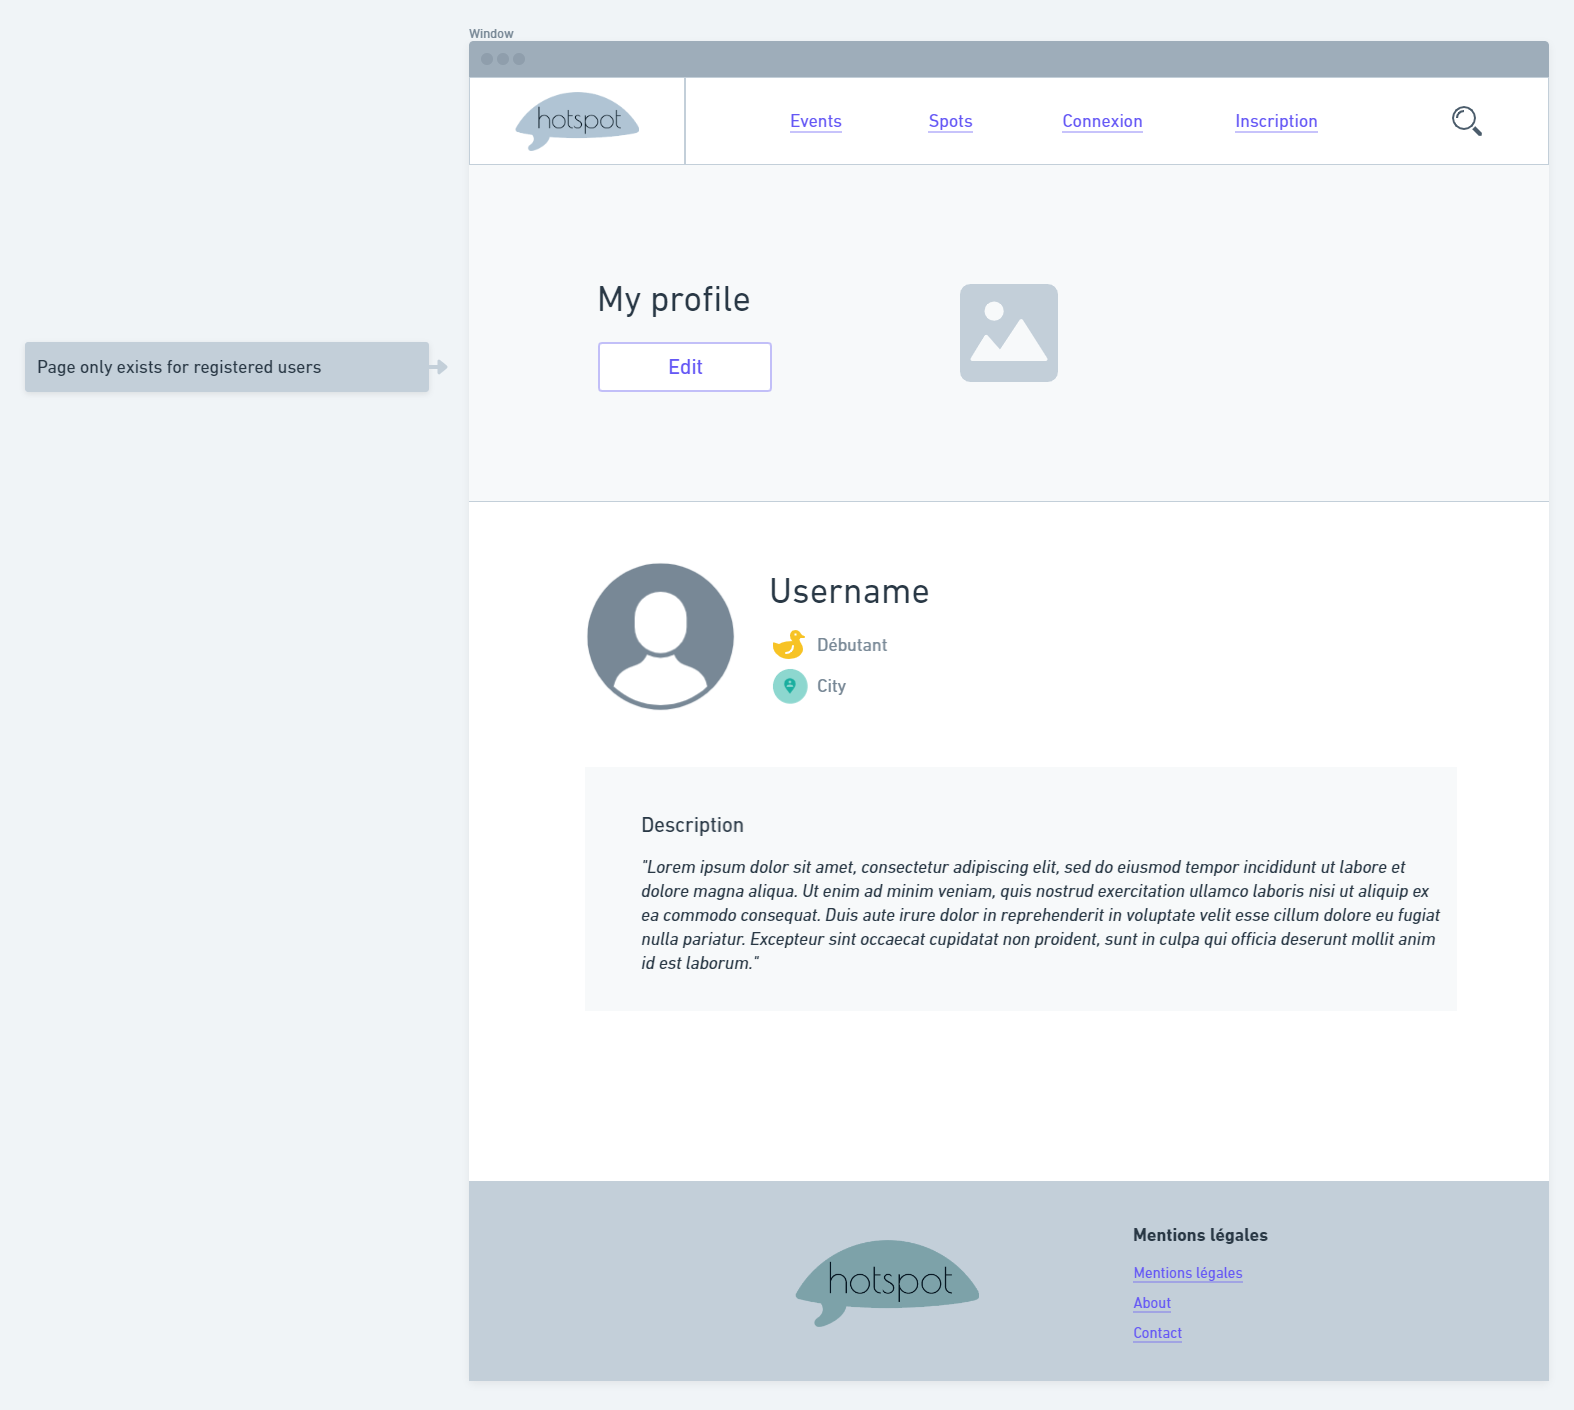 Window
hotspot
Events
Spots
Connexion
Inscription
My profile
Edit
Page only exists for registered users
Username
Débutant
City
Description
"Lorem ipsum dolor sit amet, consectetur adipiscing elit, sed do eiusmod tempor incididunt ut labore et
dolore magna aliqua. Ut enim ad minim veniam, quis nostrud exercitation ullamco laboris nisi ut aliquip ex
ea commodo consequat. Duis aute irure dolor in reprehenderit in voluptate velit esse cillum dolore eu fugiat
nulla pariatur. Excepteur sint occaecat cupidatat non proident, sunt in culpa qui officia deserunt mollit anim
id est laborum."
hotspot
Mentions légales
Mentions légales
About
Contact